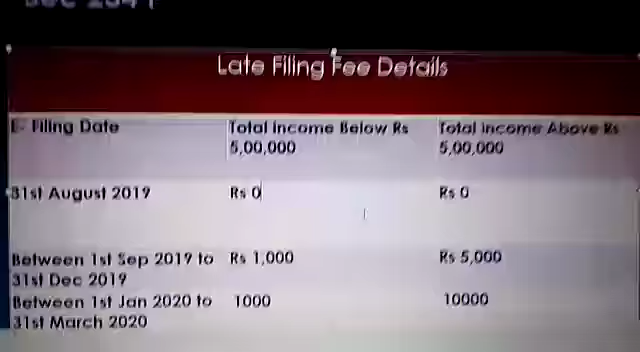 Late Filing Fee Details
E- Filing Date Total Income Below Rs 5,00,000 Total Income Above Rs 5,00,000
31st August 2019 Rs 0 Rs 0
Between 1st Sep 2019 to 31st Dec 2019 Rs 1,000 Rs 5,000
Between 1st Jan 2020 to 31st March 2020 1000 10000